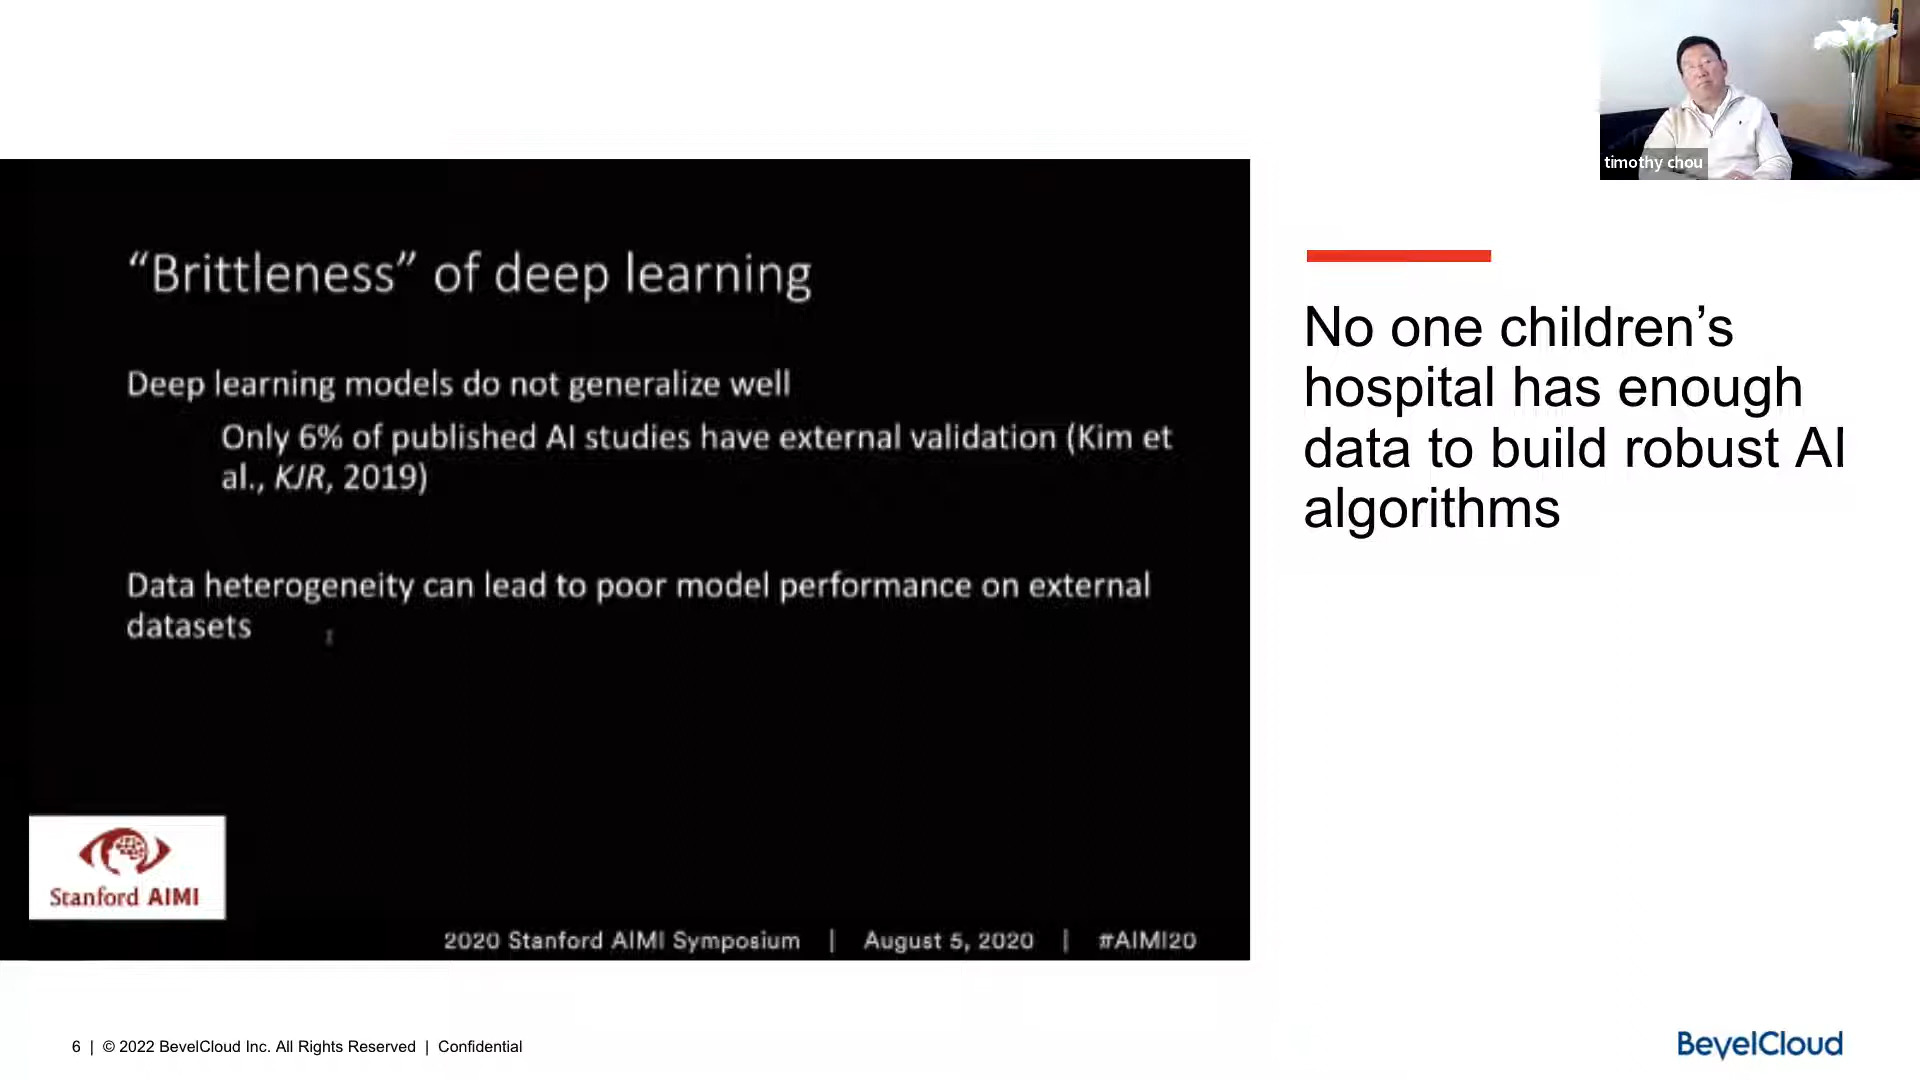 timothy chou
“Brittleness” of deep learning
Deep learning models do not generalize well
Only 6% of published AI studies have external validation (Kim et
al., KJR, 2019)
Data heterogeneity can lead to poor model performance on external
datasets
Stanford AIMI
2020 Stanford AIMI Symposium | August 5, 2020 | #AIMI20
No one children’s
hospital has enough
data to build robust AI
algorithms
6 | © 2022 BevelCloud Inc. All Rights Reserved | Confidential
BevelCloud